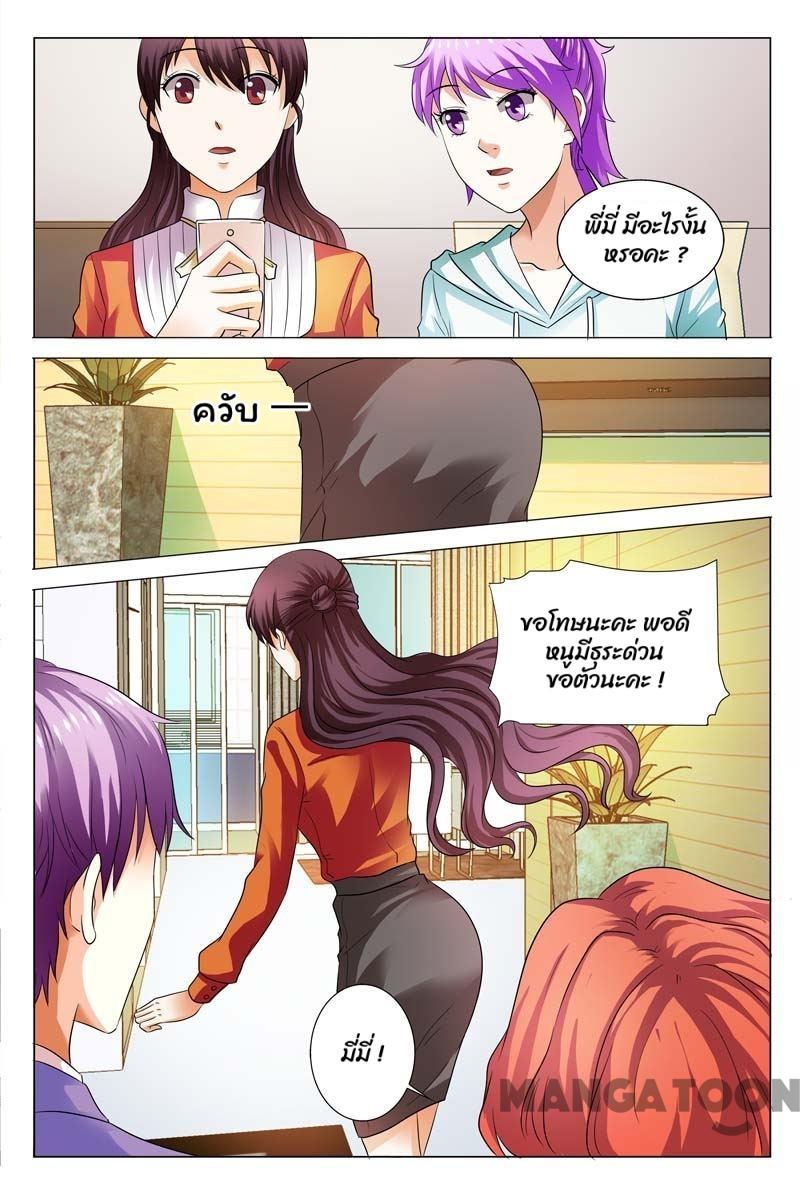 พี่มี่ มีอะไรงั้น
หรอคะ ?
ควับ —
ขอโทษนะคะ พอดี
หนูมีธุระด่วน
ขอตัวนะคะ !
มี่มี่ !
MANGA TOON